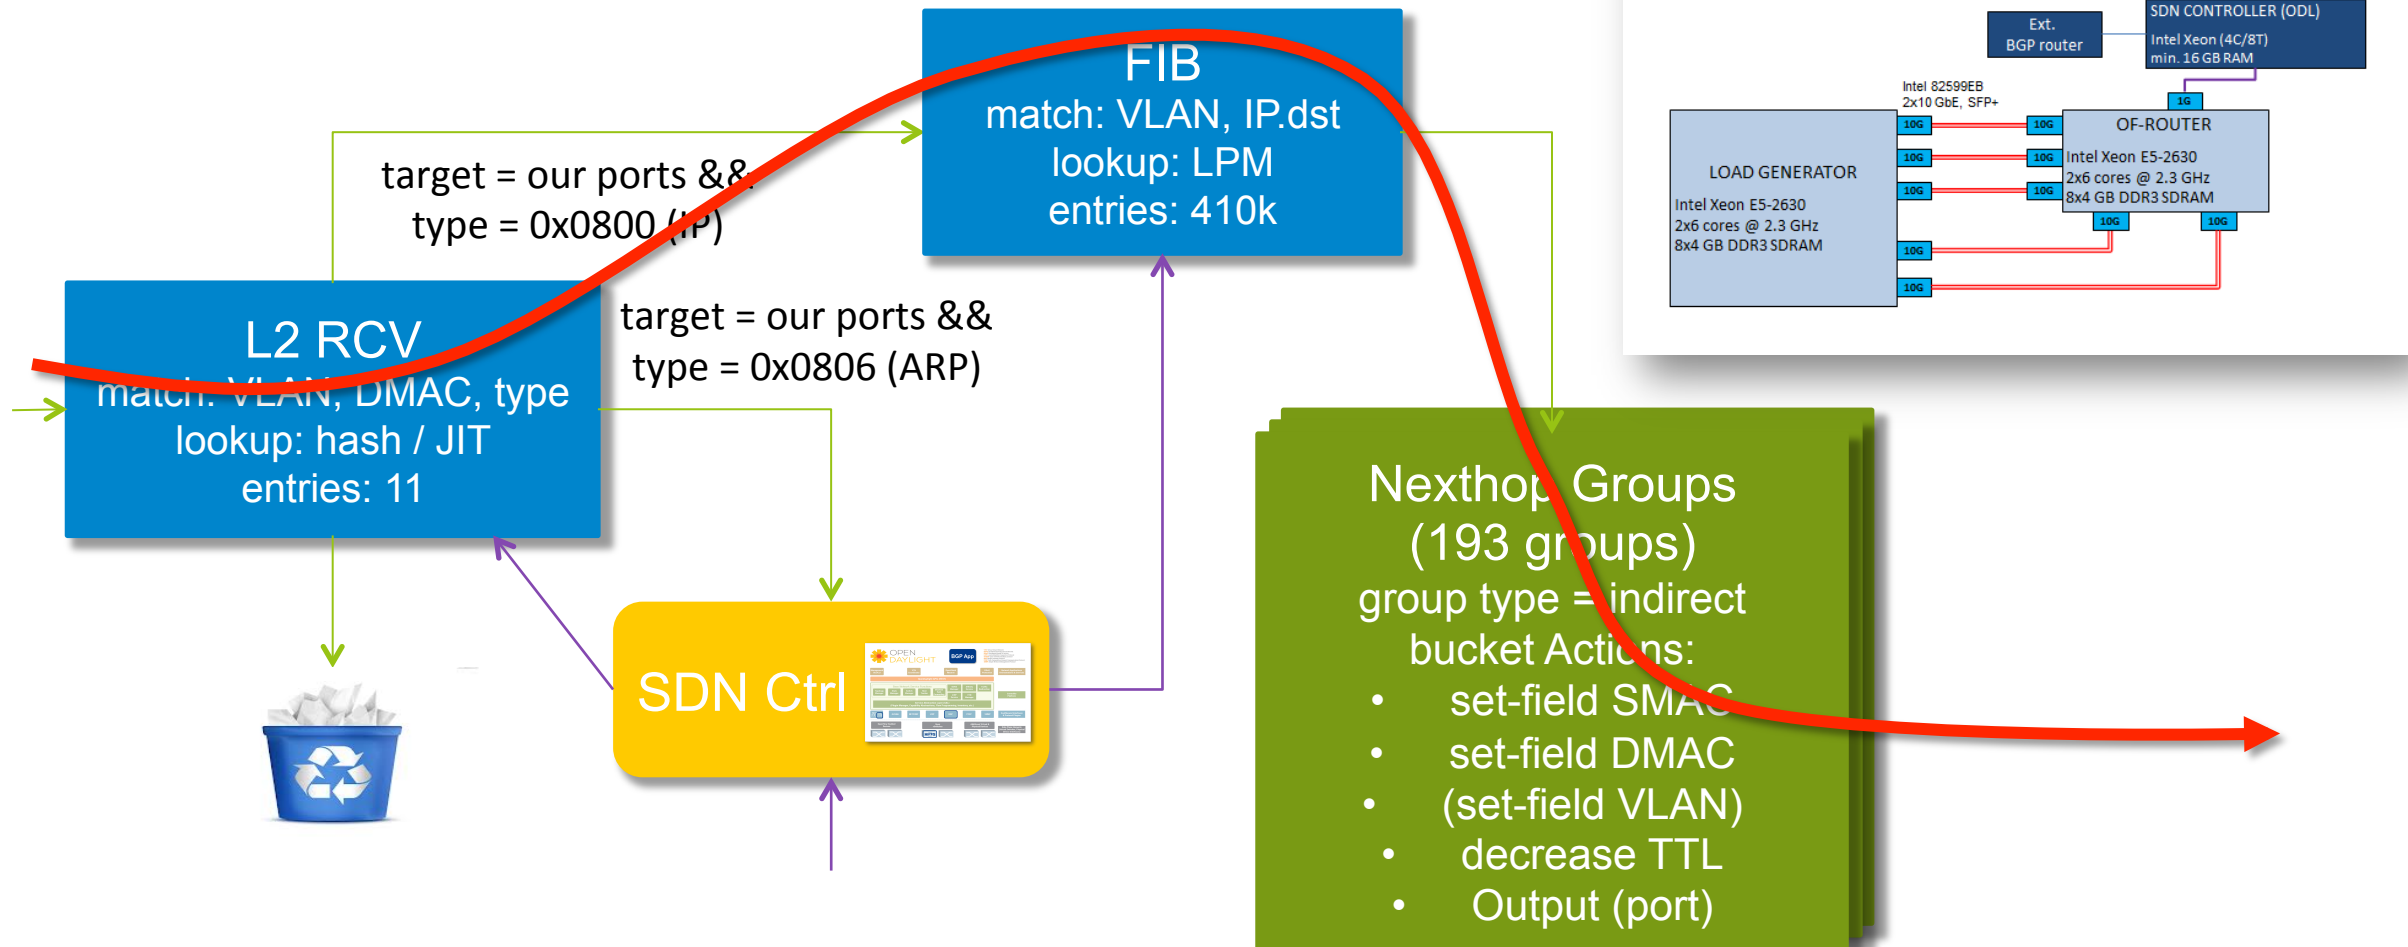 FIB
match: VLAN, IP.dst
lookup: LPM
entries: 410k
target = our ports &&
type = 0x0800 (IP)
L2 RCV
match: VLAN, DMAC, type
lookup: hash / JIT
entries: 11
target = our ports &&
type = 0x0806 (ARP)
SDN Ctrl
OPEN
DAYLIGHT
BGP App
Nexthop Groups
(193 groups)
group type = indirect
bucket Actions:
• set-field SMAC
• set-field DMAC
• (set-field VLAN)
• decrease TTL
• Output (port)
Ext.
BGP router
SDN CONTROLLER (ODL)
Intel Xeon (4C/8T)
min. 16 GB RAM
Intel 82599EB
2x10 GbE, SFP+
1G
LOAD GENERATOR
Intel Xeon E5-2630
2x6 cores @ 2.3 GHz
8x4 GB DDR3 SDRAM
10G
10G
10G
10G
10G
10G
10G
10G
OF-ROUTER
Intel Xeon E5-2630
2x6 cores @ 2.3 GHz
8x4 GB DDR3 SDRAM
10G
10G